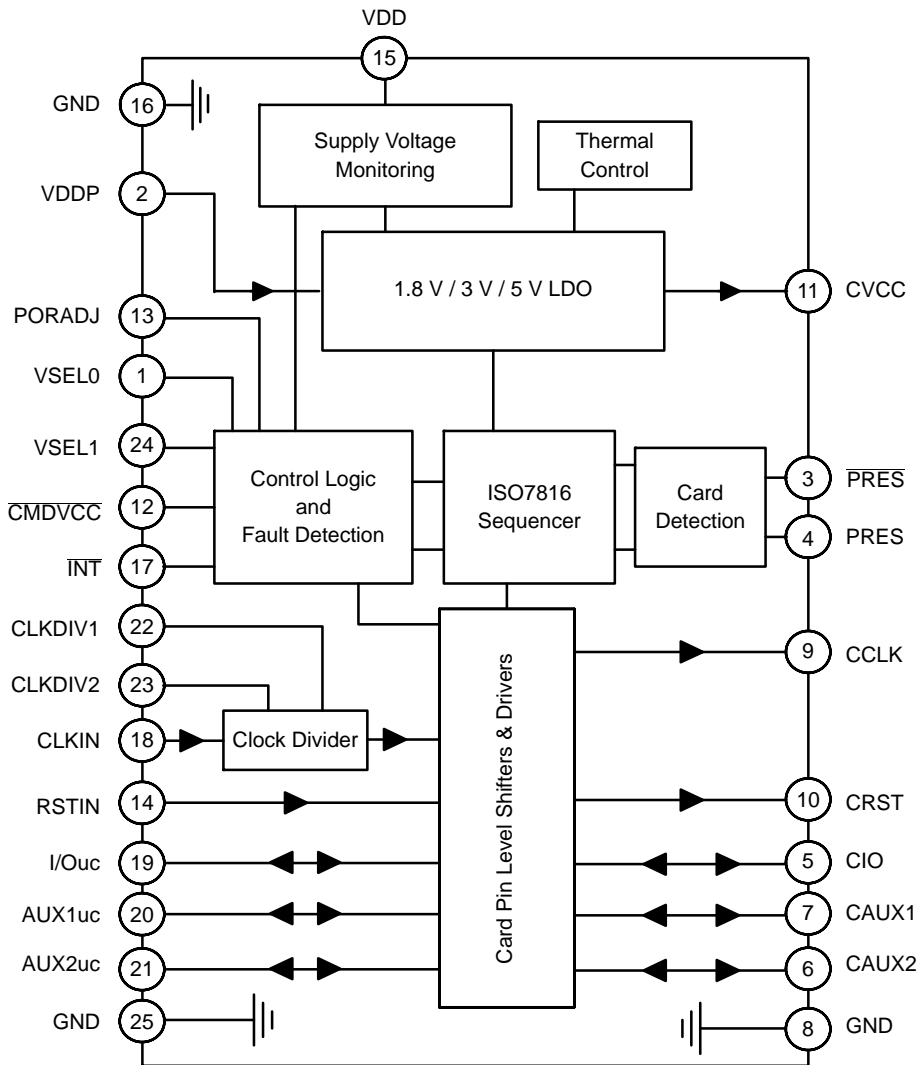 VDD
15
GND
16
Supply Voltage
Monitoring
Thermal
Control
VDDP
2
1.8 V / 3 V / 5 V LDO
11
CVCC
PORADJ
13
VSEL0
1
VSEL1
24
CMDVCC
12
INT
17
Control Logic
and
Fault Detection
ISO7816
Sequencer
Card
Detection
3
PRES
4
PRES
CLKDIV1
22
CLKDIV2
23
CLKIN
18
Clock Divider
RSTIN
14
I/Ouc
19
AUX1uc
20
AUX2uc
21
GND
25
Card Pin Level Shifters & Drivers
9
CCLK
10
CRST
5
CIO
7
CAUX1
6
CAUX2
8
GND